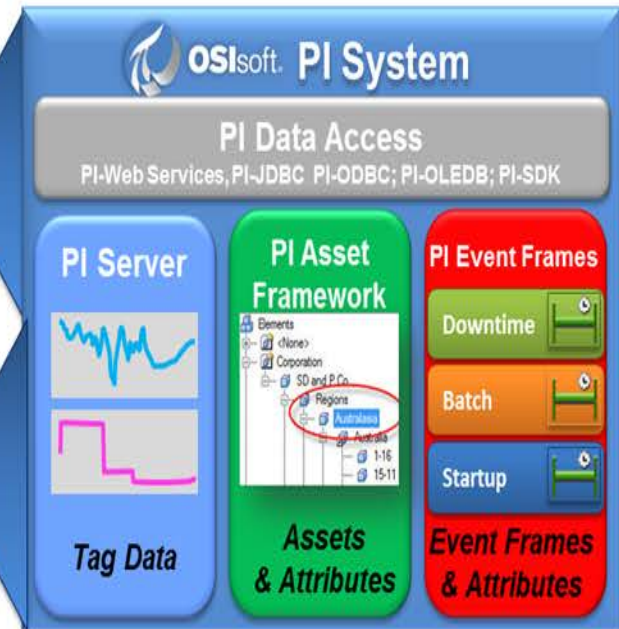 OSIsoft. PI System
PI Data Access
PI-Web Services, PI-JDBC PI-ODBC; PI-OLEDB; PI-SDK
PI Server
Tag Data
PI Asset
Framework
Elements
<None>
Corporation
SD and P Co
Regions
Australasia
Australia
1-16
15-11
Assets
& Attributes
PI Event Frames
Downtime
Batch
Startup
Event Frames
& Attributes